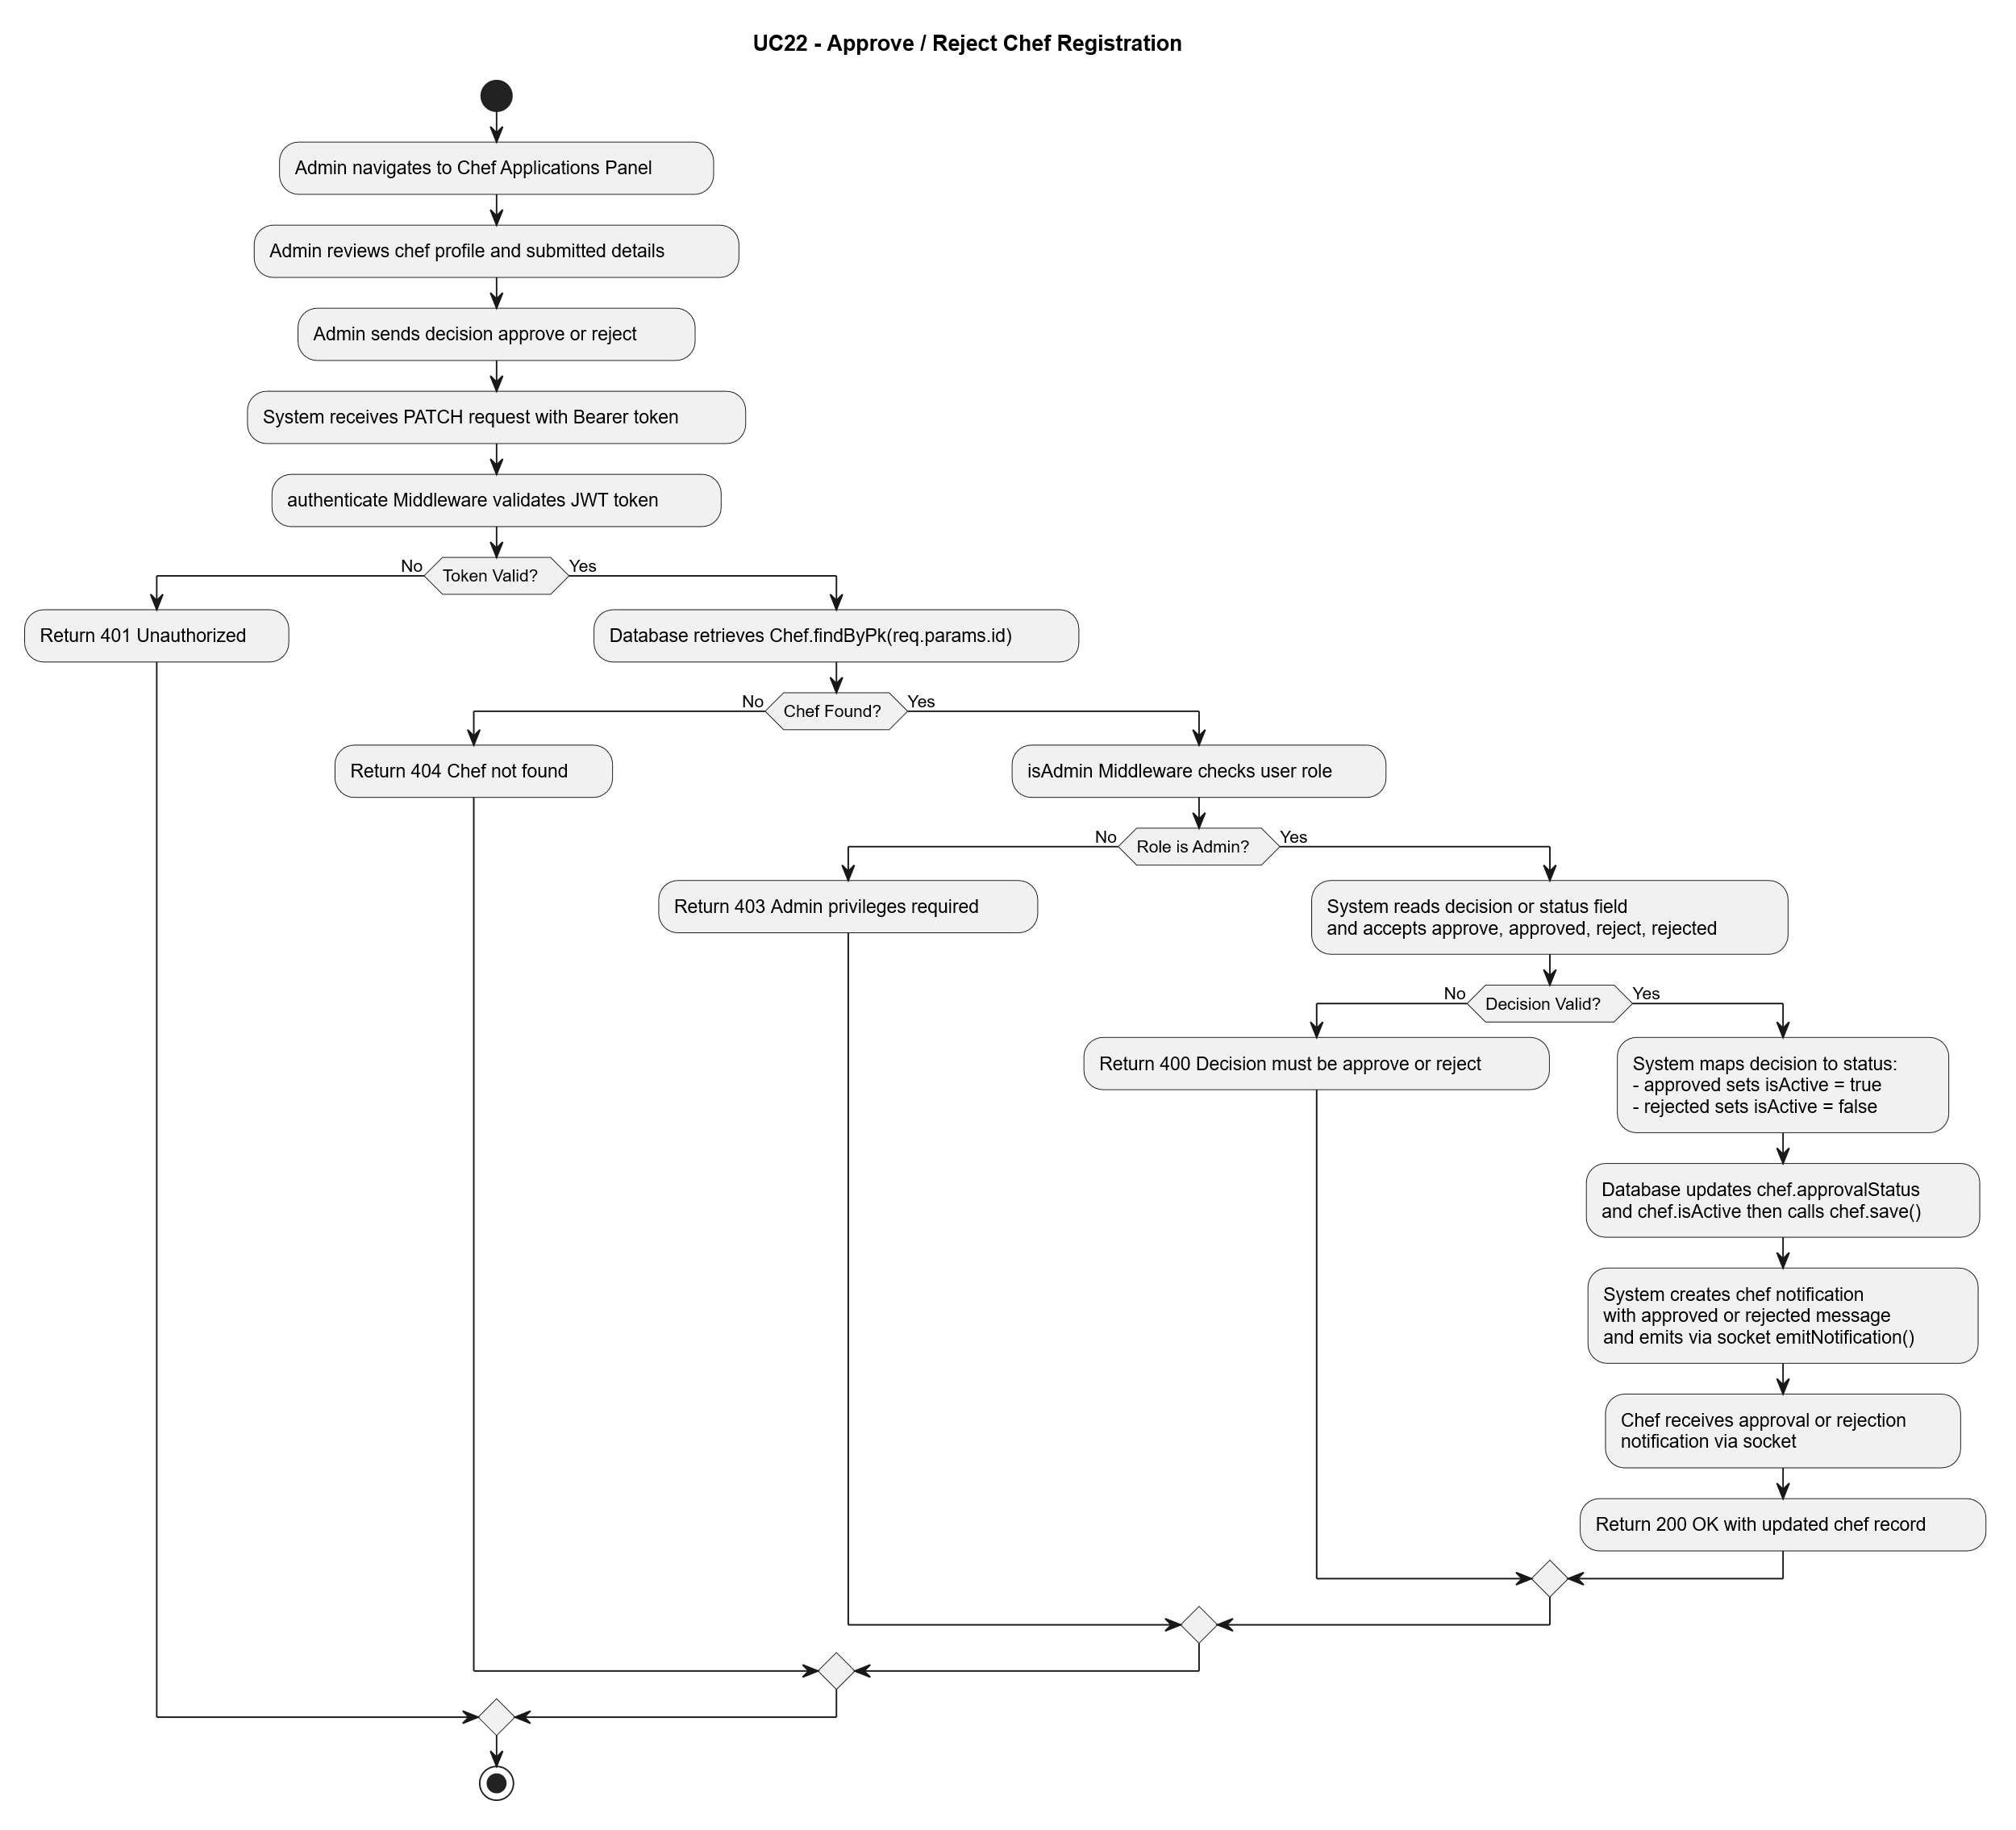 UC22 - Approve / Reject Chef Registration
Admin navigates to Chef Applications Panel
Admin reviews chef profile and submitted details
Admin sends decision approve or reject
System receives PATCH request with Bearer token
authenticate Middleware validates JWT token
No
Token Valid?
Yes
Return 401 Unauthorized
Database retrieves Chef.findByPk(req.params.id)
No
Chef Found?
Yes
Return 404 Chef not found
isAdmin Middleware checks user role
No
Role is Admin?
Yes
Return 403 Admin privileges required
System reads decision or status field
and accepts approve, approved, reject, rejected
No
Decision Valid?
Yes
Return 400 Decision must be approve or reject
System maps decision to status:
- approved sets isActive = true
- rejected sets isActive = false
Database updates chef.approvalStatus
and chef.isActive then calls chef.save()
System creates chef notification
with approved or rejected message
and emits via socket emitNotification()
Chef receives approval or rejection
notification via socket
Return 200 OK with updated chef record